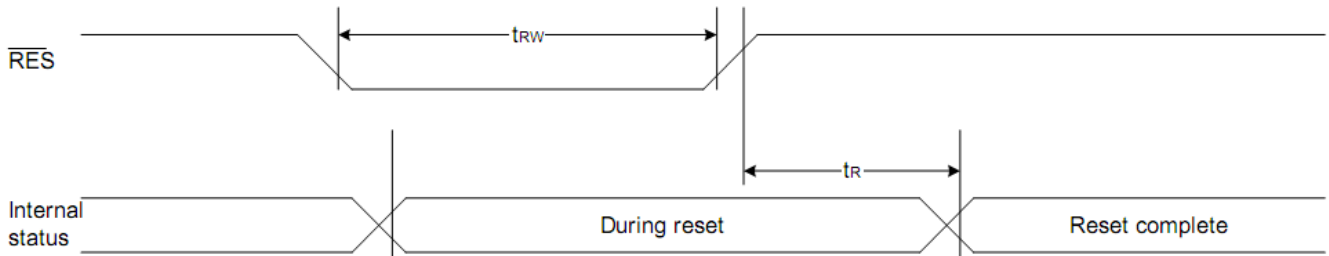 RES
tRW
tR
Internal
status
During reset
Reset complete